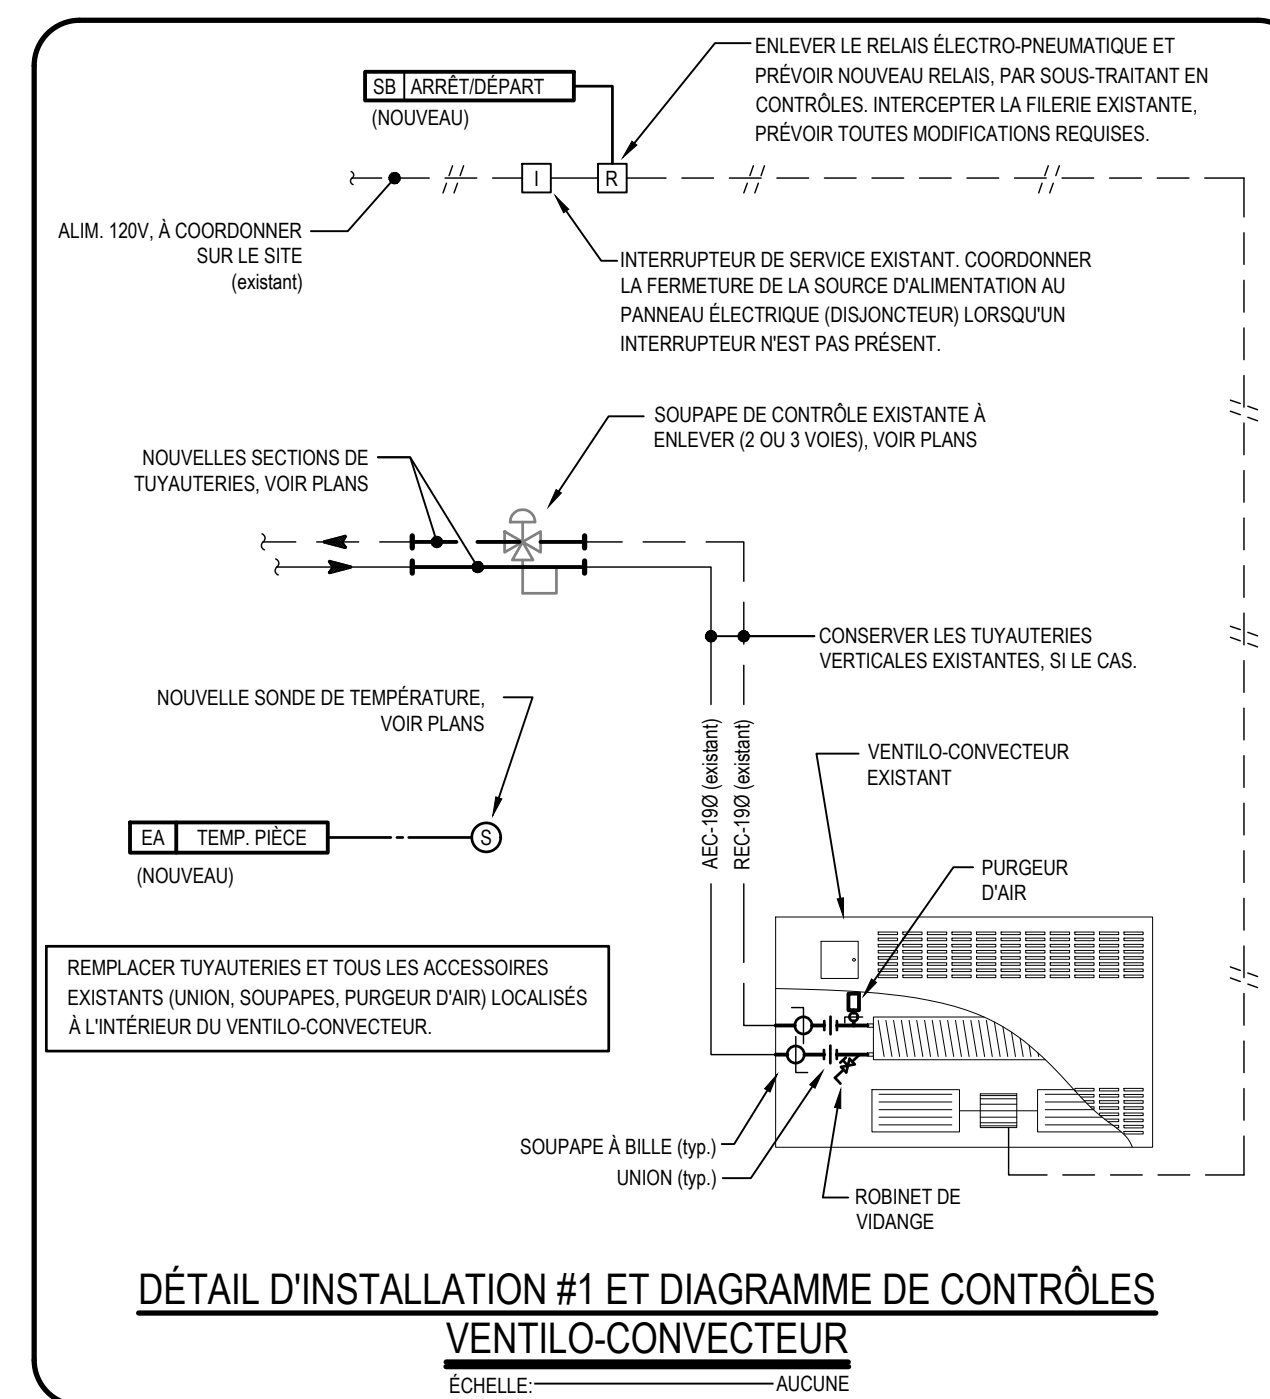 ENLEVER LE RELAIS ÉLECTRO-PNEUMATIQUE ET
PRÉVOIR NOUVEAU RELAIS, PAR SOUS-TRAITANT EN
CONTRÔLES. INTERCEPTER LA FILERIE EXISTANTE,
PRÉVOIR TOUTES MODIFICATIONS REQUISES.
SB ARRÊT/DÉPART
(NOUVEAU)
I R
ALIM. 120V, À COORDONNER
SUR LE SITE
(existant)
INTERRUPTEUR DE SERVICE EXISTANT. COORDONNER
LA FERMETURE DE LA SOURCE D'ALIMENTATION AU
PANNEAU ÉLECTRIQUE (DISJONCTEUR) LORSQU'UN
INTERRUPTEUR N'EST PAS PRÉSENT.
SOUPAPE DE CONTRÔLE EXISTANTE À
ENLEVER (2 OU 3 VOIES), VOIR PLANS
NOUVELLES SECTIONS DE
TUYAUTERIES, VOIR PLANS
CONSERVER LES TUYAUTERIES
VERTICALES EXISTANTES, SI LE CAS.
NOUVELLE SONDE DE TEMPÉRATURE,
VOIR PLANS
AEC-19Ø (existant)
REC-19Ø (existant)
VENTILO-CONVECTEUR
EXISTANT
EA TEMP. PIÈCE
S
(NOUVEAU)
PURGEUR
D'AIR
REMPLACER TUYAUTERIES ET TOUS LES ACCESSOIRES
EXISTANTS (UNION, SOUPAPES, PURGEUR D'AIR) LOCALISÉS
À L'INTÉRIEUR DU VENTILO-CONVECTEUR.
SOUPAPE À BILLE (typ.)
UNION (typ.)
ROBINET DE
VIDANGE
DÉTAIL D'INSTALLATION #1 ET DIAGRAMME DE CONTRÔLES
VENTILO-CONVECTEUR
ÉCHELLE: AUCUNE